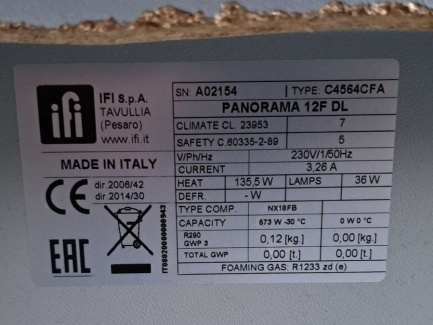 ifi
IFI S.p.A.
TAVULLIA
(Pesaro)
www.ifi.it
MADE IN ITALY
CE
dir.2006/42
dir.2014/30
EAC
IT08020000000943
SN: A02154 TYPE: C4564CFA
PANORAMA 12F DL
CLIMATE CL. 23953 7
SAFETY C.60335-2-89 5
V/Ph/Hz 230V/1/50Hz
CURRENT 3,26 A
HEAT 135,5 W LAMPS 36 W
DEFR. - W
TYPE COMP. NX18FB
CAPACITY 673 W -30 °C 0 W 0 °C
R290 0,12 [kg.] 0,00 [kg.]
GWP 3
TOTAL GWP 0,00 [t.] 0,00 [t.]
FOAMING GAS: R1233 zd (e)